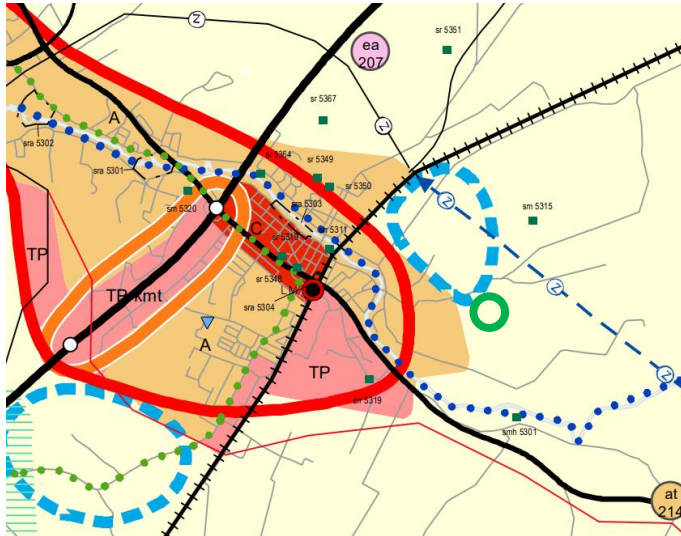 Z
sr 5351
ea
207
sr 5367
A
Z
sra 5302
sr 5364
sr 5349
sra 5301
sr 5350
sm 5320
sra 5303
Z
sm 5315
C
sr 5311
sr 5310
TP
sr 5348
Z
TP kmt
L.M.
sra 5304
A
TP
Z
sr 5319
smh 5301
at
214